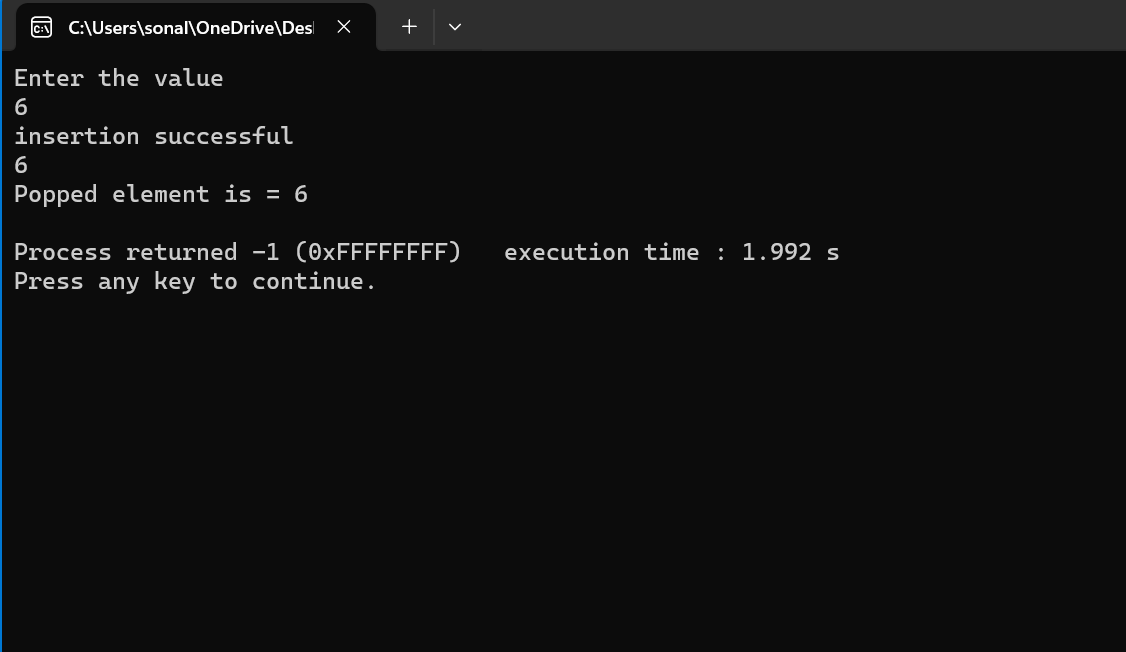 C:\Users\sonal\OneDrive\Des
Enter the value
6
insertion successful
6
Popped element is = 6
Process returned -1 (0xFFFFFFFF)   execution time : 1.992 s
Press any key to continue.